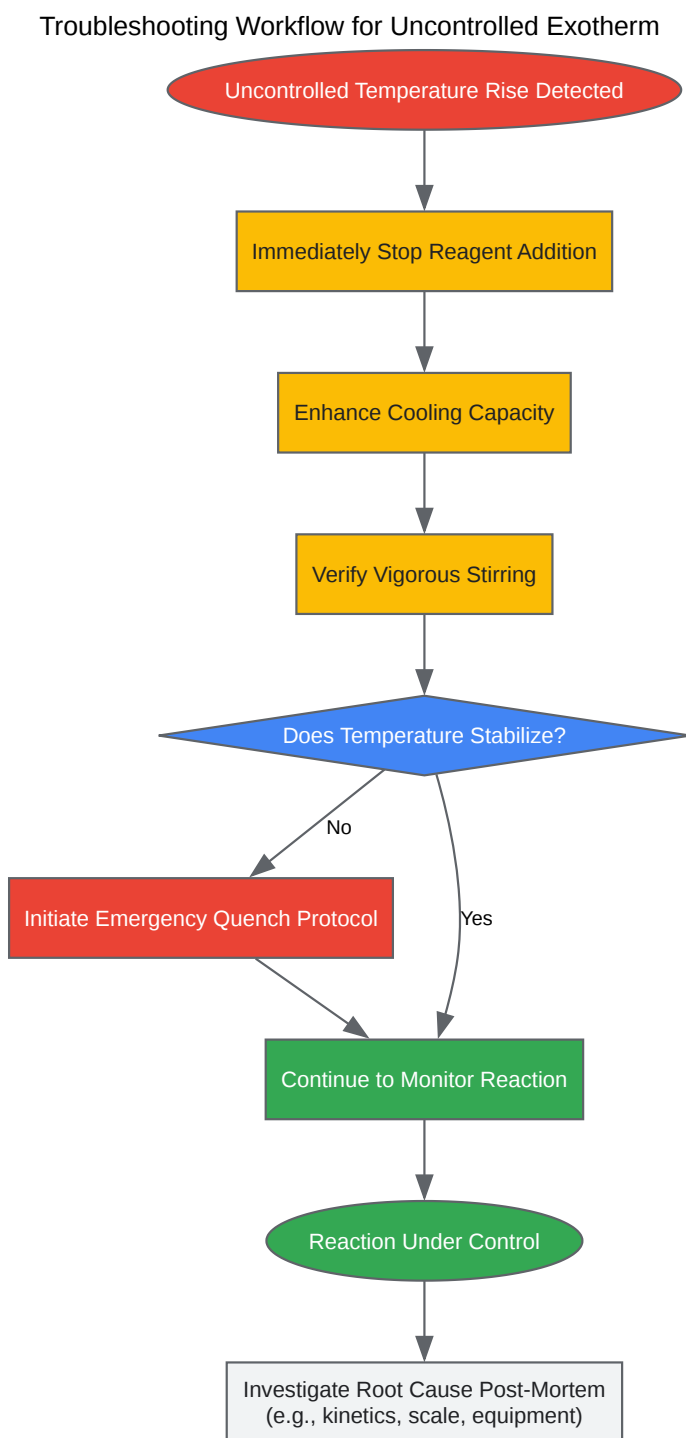 Troubleshooting Workflow for Uncontrolled Exotherm
Uncontrolled Temperature Rise Detected
Immediately Stop Reagent Addition
Enhance Cooling Capacity
Verify Vigorous Stirring
Does Temperature Stabilize?
No
Initiate Emergency Quench Protocol
Yes
Continue to Monitor Reaction
Reaction Under Control
Investigate Root Cause Post-Mortem
(e.g., kinetics, scale, equipment)